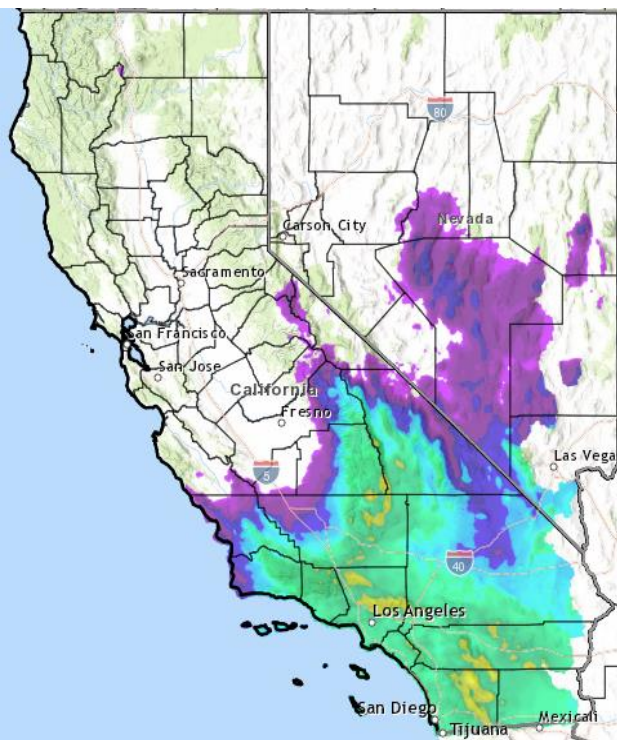 80
Nevada
Carson City
Sacramento
San Francisco
San Jose
California
Fresno
Las Vega
5
40
Los Angeles
San Diego
Mexicali
Tijuana